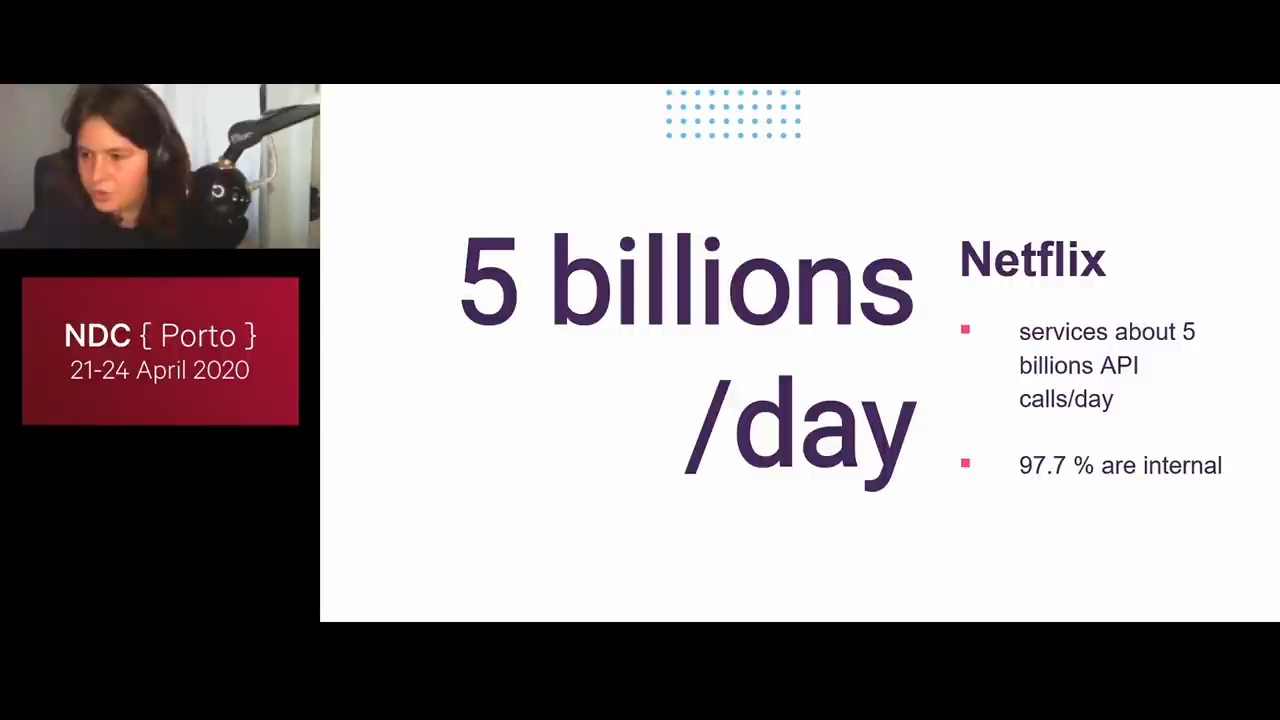 NDC { Porto }
21-24 April 2020
5 billions
/day
Netflix
services about 5
billions API
calls/day
97.7 % are internal